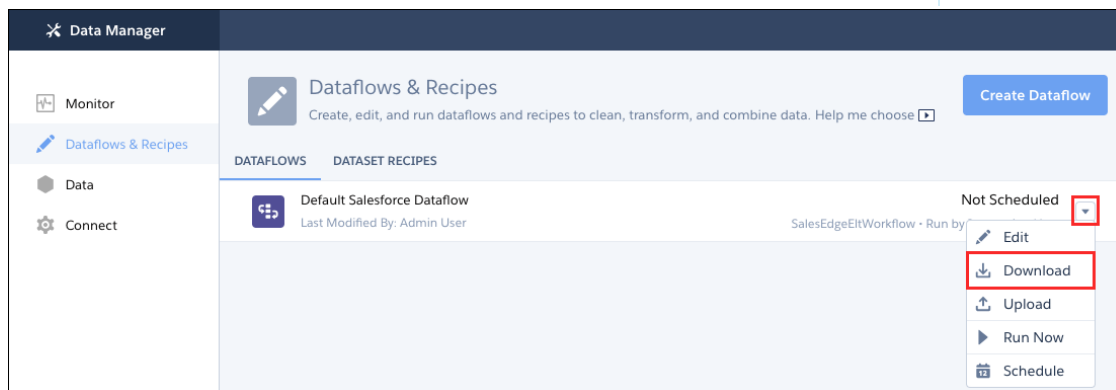 Data Manager
Monitor
Dataflows & Recipes
Data
Connect
Dataflows & Recipes
Create, edit, and run dataflows and recipes to clean, transform, and combine data. Help me choose
Create Dataflow
DATAFLOWS DATASET RECIPES
Default Salesforce Dataflow
Not Scheduled
Last Modified By: Admin User
SalesEdgeEltWorkflow • Run by
Edit
Download
Upload
Run Now
12
Schedule